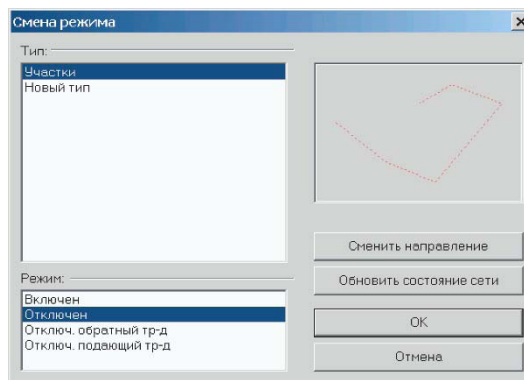 Смена режима
Тип:
Участки
Новый тип
Сменить направление
Обновить состояние сети
Режим:
Включен
Отключен
Отключ. обратный тр-д
Отключ. подающий тр-д
OK
Отмена